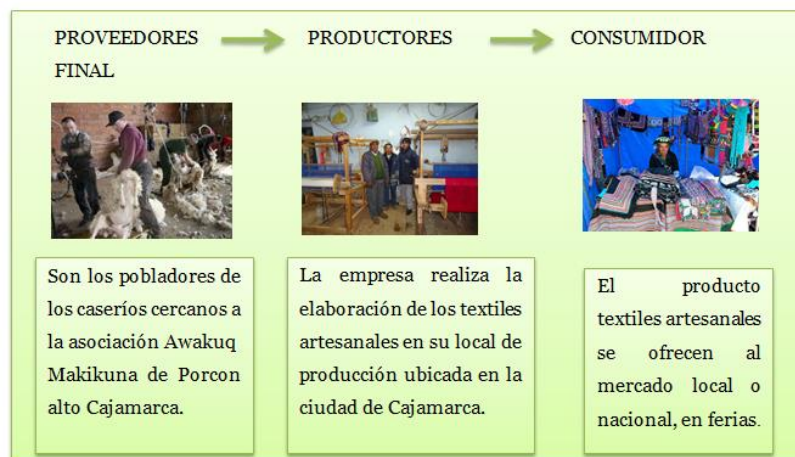 PROVEEDORES PRODUCTORES CONSUMIDOR
FINAL
Son los pobladores de
los caseríos cercanos a
la asociación Awakuq
Makikuna de Porcon
alto Cajamarca.
La empresa realiza la
elaboración de los textiles
artesanales en su local de
producción ubicada en la
ciudad de Cajamarca.
El producto
textiles artesanales
se ofrecen al
mercado local o
nacional, en ferias.